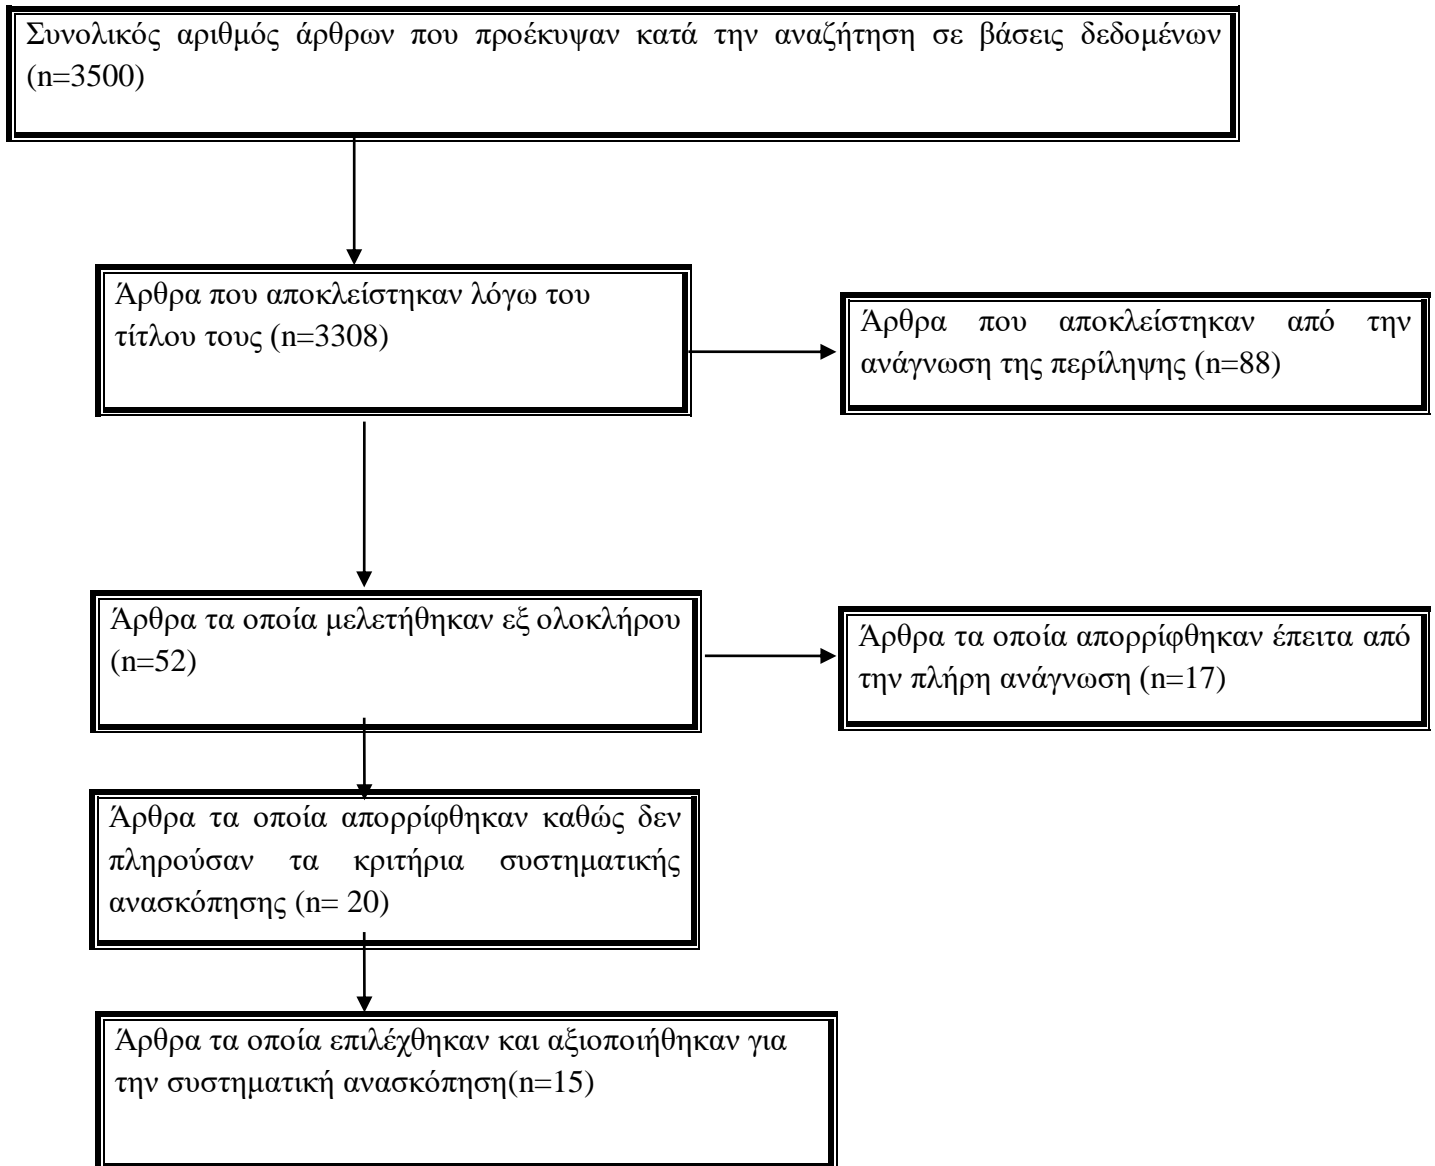 Συνολικός αριθμός άρθρων που προέκυψαν κατά την αναζήτηση σε βάσεις δεδομένων
(n=3500)
Άρθρα που αποκλείστηκαν λόγω του
τίτλου τους (n=3308)
Άρθρα που αποκλείστηκαν από την
ανάγνωση της περίληψης (n=88)
Άρθρα τα οποία μελετήθηκαν εξ ολοκλήρου
(n=52)
Άρθρα τα οποία απορρίφθηκαν έπειτα από
την πλήρη ανάγνωση (n=17)
Άρθρα τα οποία απορρίφθηκαν καθώς δεν
πληρούσαν τα κριτήρια συστηματικής
ανασκόπησης (n= 20)
Άρθρα τα οποία επιλέχθηκαν και αξιοποιήθηκαν για
την συστηματική ανασκόπηση(n=15)